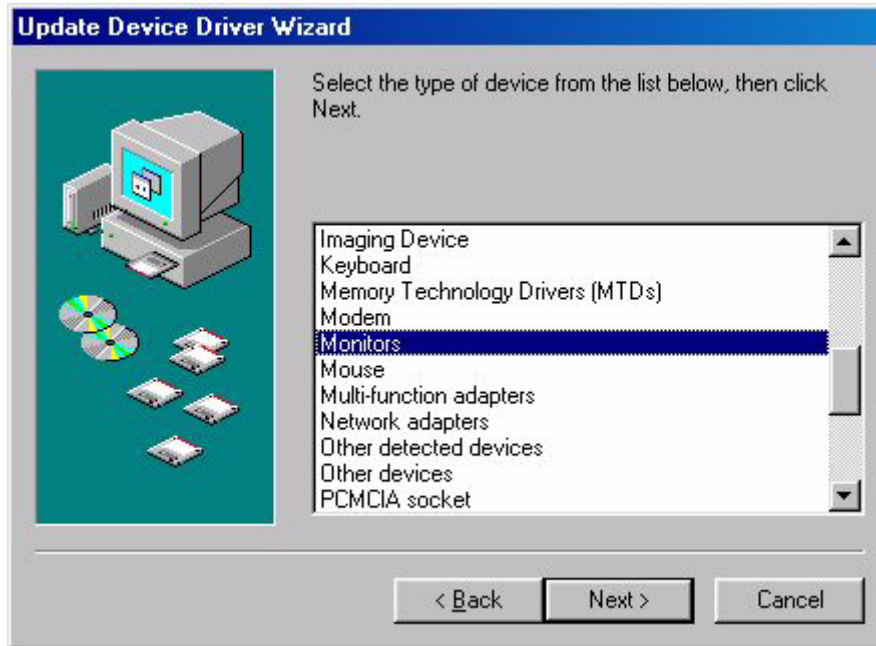 Update Device Driver Wizard
Select the type of device from the list below, then click
Next.
Imaging Device
Keyboard
Memory Technology Drivers (MTDs)
Modem
Monitors
Mouse
Multi-function adapters
Network adapters
Other detected devices
Other devices
PCMCIA socket
< Back Next > Cancel